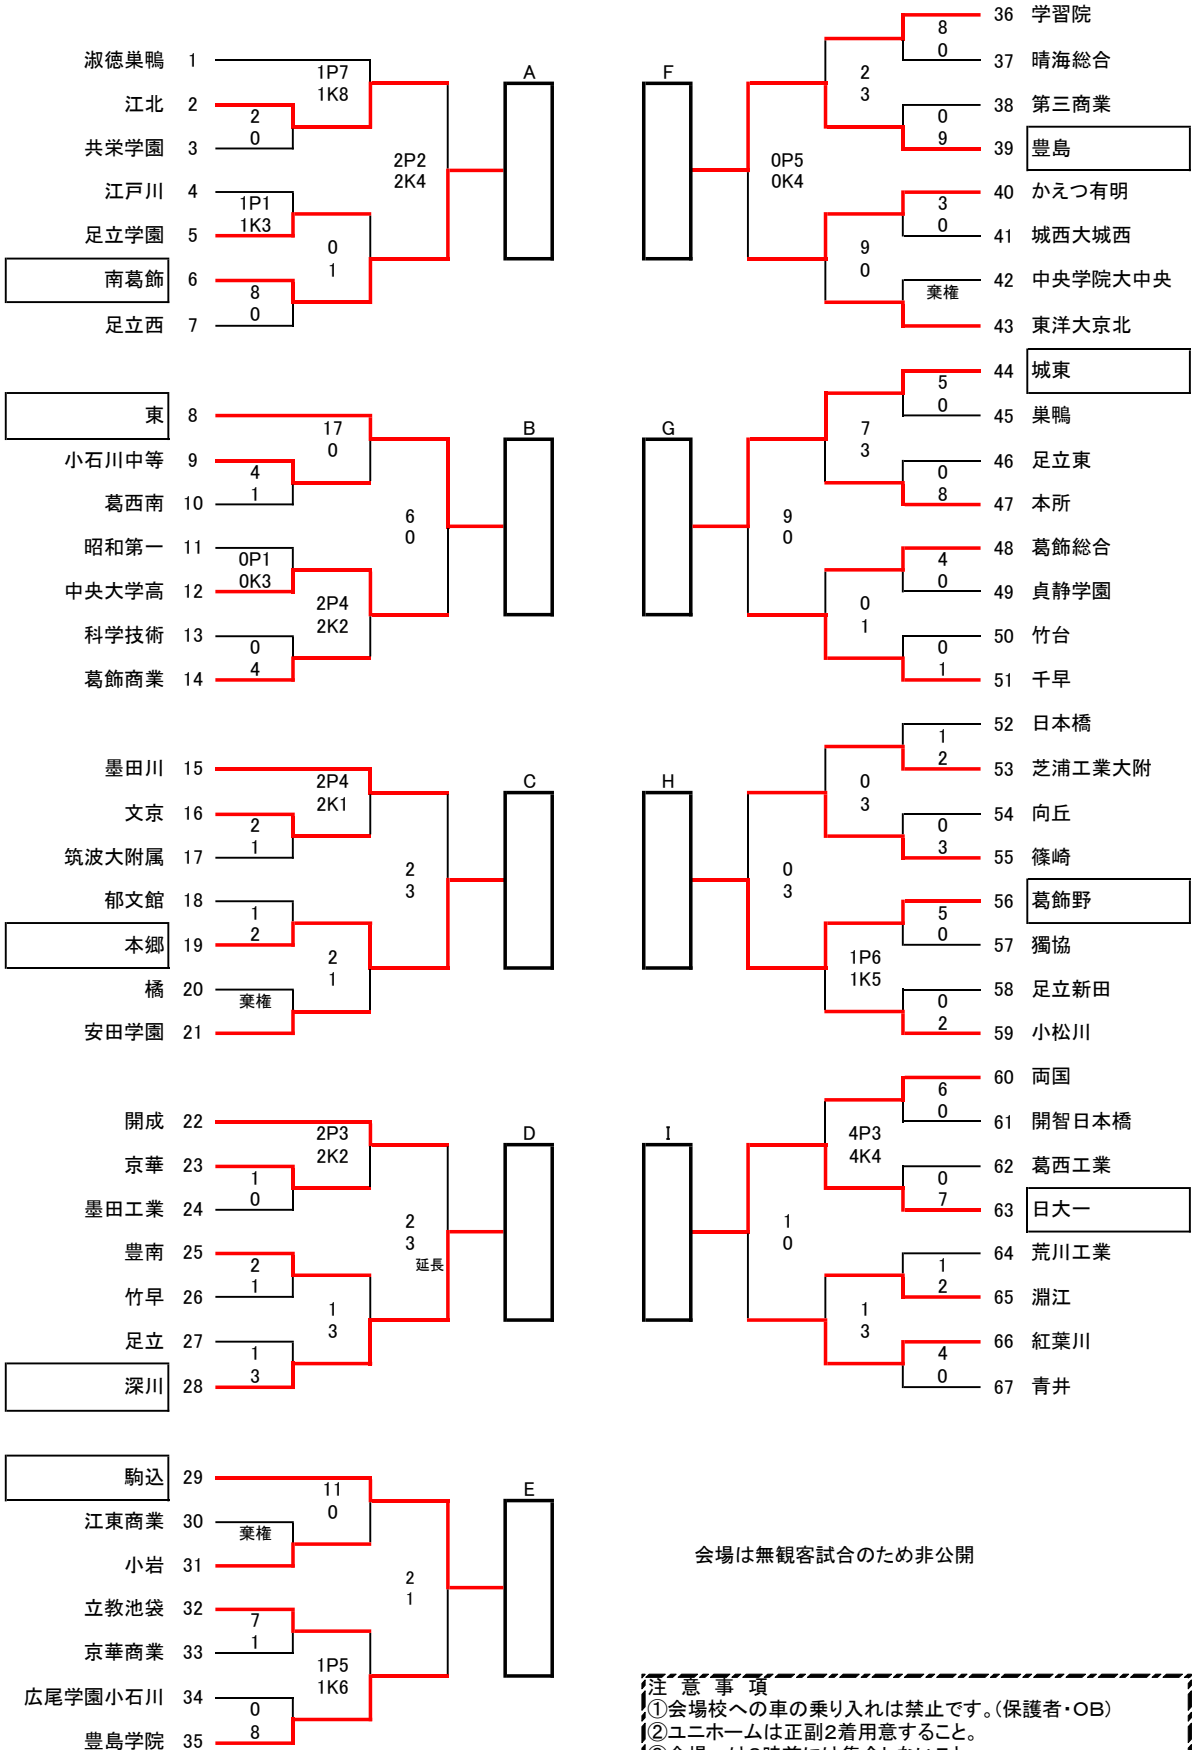 淑徳巣鴨 1
江北 2
共栄学園 3
江戸川 4
足立学園 5
南葛飾 6
足立西 7
2
0
1P1
1K3
8
0
1P7
1K8
0
1
2P2
2K4
A
東 8
小石川中等 9
葛西南 10
昭和第一 11
中央大学高 12
科学技術 13
葛飾商業 14
4
1
0P1
0K3
0
4
17
0
2P4
2K2
6
0
B
墨田川 15
文京 16
筑波大附属 17
郁文館 18
本郷 19
橘 20
安田学園 21
2
1
1
2
棄権
2P4
2K1
2
1
2
3
C
開成 22
京華 23
墨田工業 24
豊南 25
竹早 26
足立 27
深川 28
1
0
2
1
1
3
2P3
2K2
1
3
2
3
延長
D
駒込 29
江東商業 30
小岩 31
立教池袋 32
京華商業 33
広尾学園小石川 34
豊島学院 35
棄権
7
1
0
8
11
0
1P5
1K6
2
1
E
F
0P5
0K4
2
3
9
0
8
0
0
9
3
0
棄権
36 学習院
37 晴海総合
38 第三商業
39 豊島
40 かえつ有明
41 城西大城西
42 中央学院大中央
43 東洋大京北
G
9
0
7
3
0
1
5
0
0
8
4
0
0
1
44 城東
45 巣鴨
46 足立東
47 本所
48 葛飾総合
49 貞静学園
50 竹台
51 千早
H
0
3
0
3
1P6
1K5
1
2
0
3
5
0
0
2
52 日本橋
53 芝浦工業大附
54 向丘
55 篠崎
56 葛飾野
57 獨協
58 足立新田
59 小松川
I
1
0
4P3
4K4
1
3
6
0
0
7
1
2
4
0
60 両国
61 開智日本橋
62 葛西工業
63 日大一
64 荒川工業
65 淵江
66 紅葉川
67 青井
会場は無観客試合のため非公開
注 意 事 項
①会場校への車の乗り入れは禁止です。(保護者・OB)
②ユニホームは正副2着用意すること。